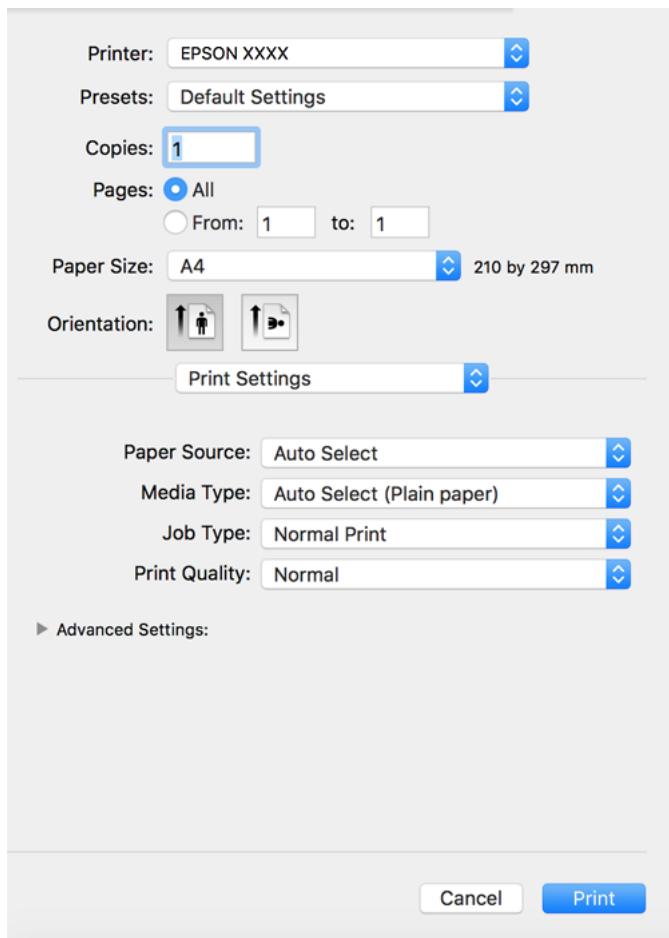 Printer: EPSON XXXX
Presets: Default Settings
Copies: 1
Pages: All
From: 1 to: 1
Paper Size: A4 210 by 297 mm
Orientation:
Print Settings
Paper Source: Auto Select
Media Type: Auto Select (Plain paper)
Job Type: Normal Print
Print Quality: Normal
Advanced Settings:
Cancel Print